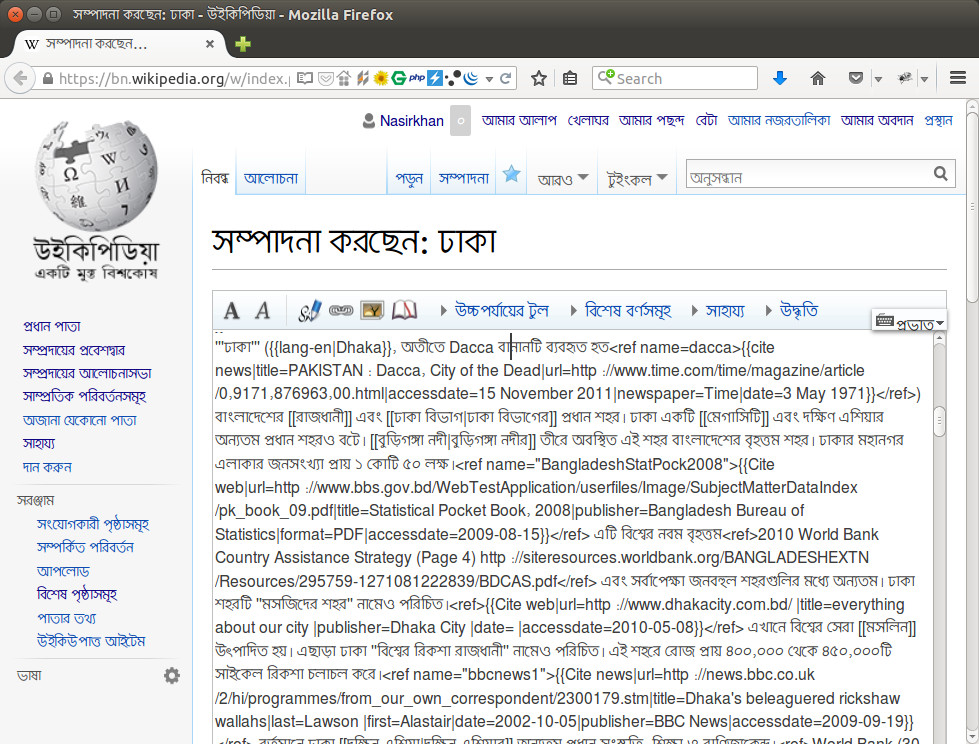 সম্পাদনা করছেন: ঢাকা - উইকিপিডিয়া - Mozilla Firefox
W সম্পাদনা করছেন:...
https://bn.wikipedia.org/w/index.
php
Search
Nasirkhan আমার আলাপ খেলাঘর আমার পছন্দ বেটা আমার নজরতালিকা আমার অবদান প্রস্থান
নিবন্ধ আলোচনা পড়ুন সম্পাদনা আরও টুইংকল অনুসন্ধান
উইকিপিডিয়া
একটি মুক্ত বিশ্বকোষ
সম্পাদনা করছেন: ঢাকা
A A উচ্চপর্যায়ের টুল বিশেষ বর্ণসমূহ সাহায্য উদ্ধৃতি
প্রভাত
প্রধান পাতা
সম্প্রদায়ের প্রবেশদ্বার
সম্প্রদায়ের আলোচনাসভা
সাম্প্রতিক পরিবর্তনসমূহ
অজানা যেকোনো পাতা
সাহায্য
দান করুন
সরঞ্জাম
সংযোগকারী পৃষ্ঠাসমূহ
সম্পর্কিত পরিবর্তন
আপলোড
বিশেষ পৃষ্ঠাসমূহ
পাতার তথ্য
উইকিউপাত্ত আইটেম
ভাষা
'''ঢাকা''' ({{lang-en|Dhaka}}, অতীতে Dacca বানানটি ব্যবহৃত হত<ref name=dacca>{{cite
news|title=PAKISTAN : Dacca, City of the Dead|url=http ://www.time.com/time/magazine/article
/0,9171,876963,00.html|accessdate=15 November 2011|newspaper=Time|date=3 May 1971}}</ref>)
বাংলাদেশের [[রাজধানী]] এবং [[ঢাকা বিভাগ|ঢাকা বিভাগের]] প্রধান শহর। ঢাকা একটি [[মেগাসিটি]] এবং দক্ষিণ এশিয়ার
অন্যতম প্রধান শহরও বটে। [[বুড়িগঙ্গা নদী|বুড়িগঙ্গা নদীর]] তীরে অবস্থিত এই শহর বাংলাদেশের বৃহত্তম শহর। ঢাকার মহানগর
এলাকার জনসংখ্যা প্রায় ১ কোটি ৫০ লক্ষ।<ref name="BangladeshStatPock2008">{{Cite
web|url=http ://www.bbs.gov.bd/WebTestApplication/userfiles/Image/SubjectMatterDataIndex
/pk_book_09.pdf|title=Statistical Pocket Book, 2008|publisher=Bangladesh Bureau of
Statistics|format=PDF|accessdate=2009-08-15}}</ref> এটি বিশ্বের নবম বৃহত্তম<ref>2010 World Bank
Country Assistance Strategy (Page 4) http ://siteresources.worldbank.org/BANGLADESHEXTN
/Resources/295759-1271081222839/BDCAS.pdf</ref> এবং সর্বাপেক্ষা জনবহুল শহরগুলির মধ্যে অন্যতম। ঢাকা
শহরটি "মসজিদের শহর" নামেও পরিচিত।<ref>{{Cite web|url=http ://www.dhakacity.com.bd/ |title=everything
about our city |publisher=Dhaka City |date= |accessdate=2010-05-08}}</ref> এখানে বিশ্বের সেরা [[মসলিন]]
উৎপাদিত হয়। এছাড়া ঢাকা "বিশ্বের রিকশা রাজধানী" নামেও পরিচিত। এই শহরে রোজ প্রায় ৪০০,০০০ থেকে ৪৫০,০০০টি
সাইকেল রিকশা চলাচল করে।<ref name="bbcnews1">{{Cite news|url=http ://news.bbc.co.uk
/2/hi/programmes/from_our_own_correspondent/2300179.stm|title=Dhaka's beleaguered rickshaw
wallahs|last=Lawson |first=Alastair|date=2002-10-05|publisher=BBC News|accessdate=2009-09-19}}